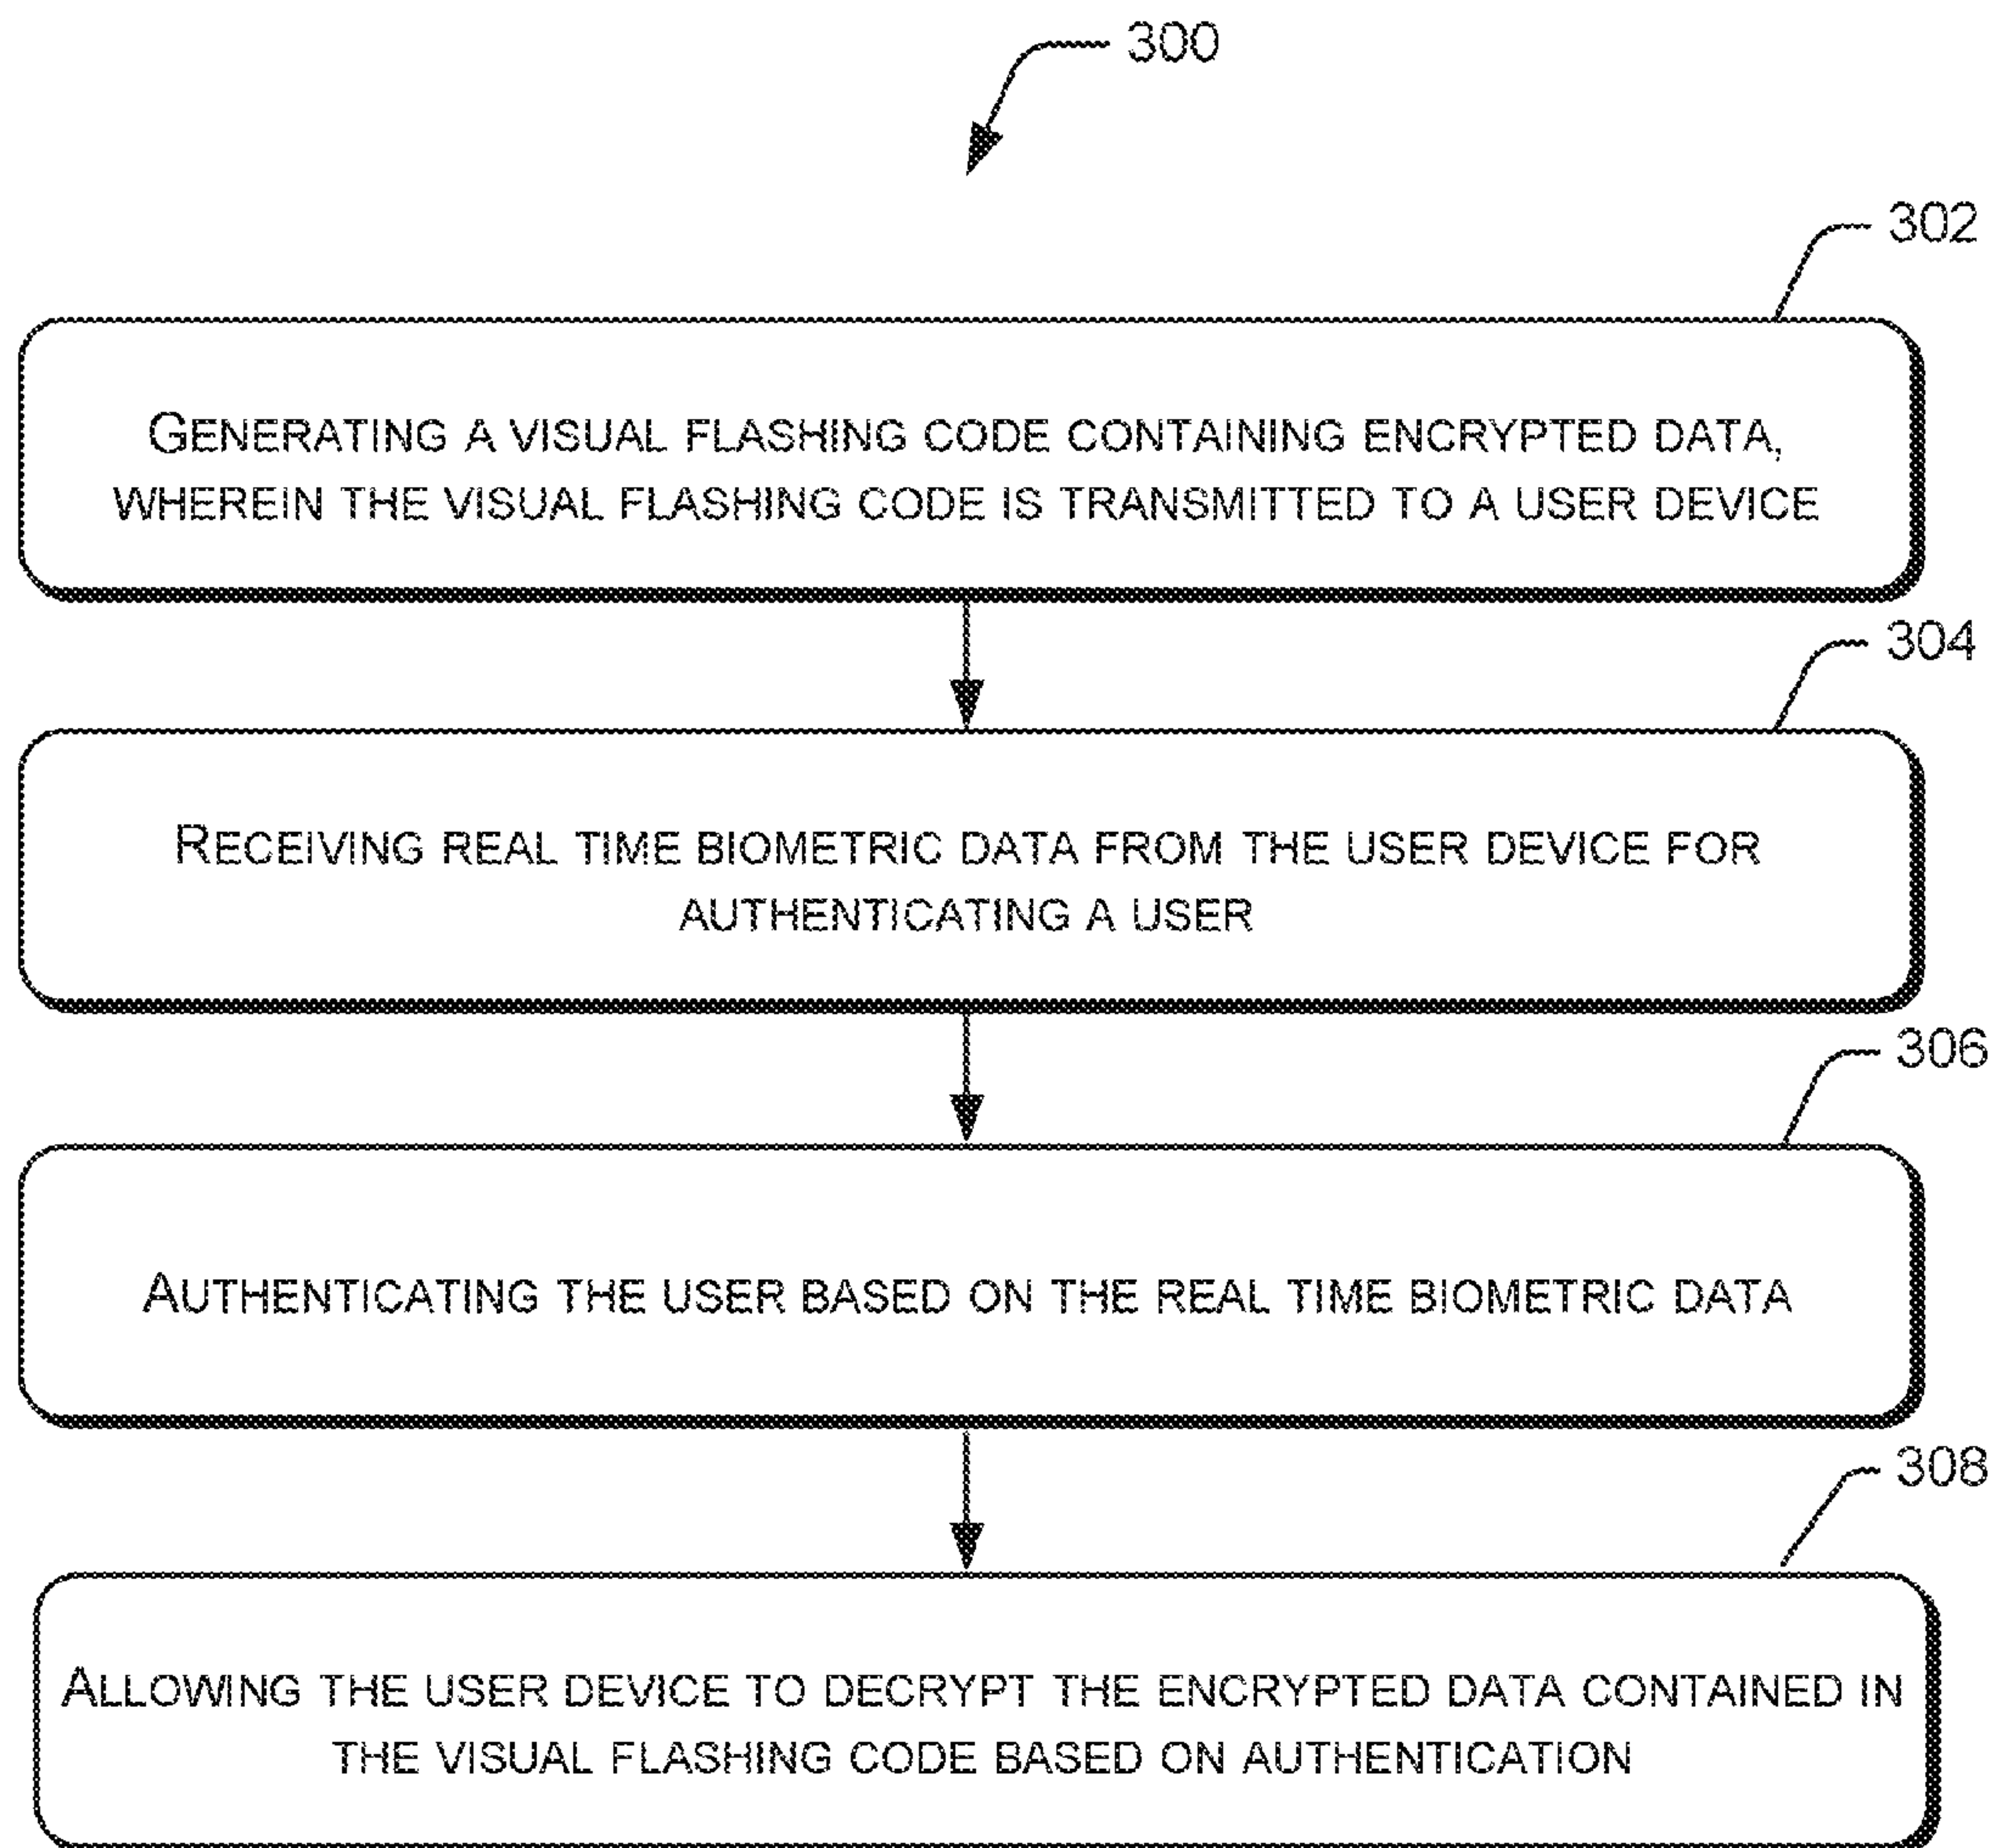 300
302
GENERATING A VISUAL FLASHING CODE CONTAINING ENCRYPTED DATA,
WHEREIN THE VISUAL FLASHING CODE IS TRANSMITTED TO A USER DEVICE
304
RECEIVING REAL TIME BIOMETRIC DATA FROM THE USER DEVICE FOR
AUTHENTICATING A USER
306
AUTHENTICATING THE USER BASED ON THE REAL TIME BIOMETRIC DATA
308
ALLOWING THE USER DEVICE TO DECRYPT THE ENCRYPTED DATA CONTAINED IN
THE VISUAL FLASHING CODE BASED ON AUTHENTICATION